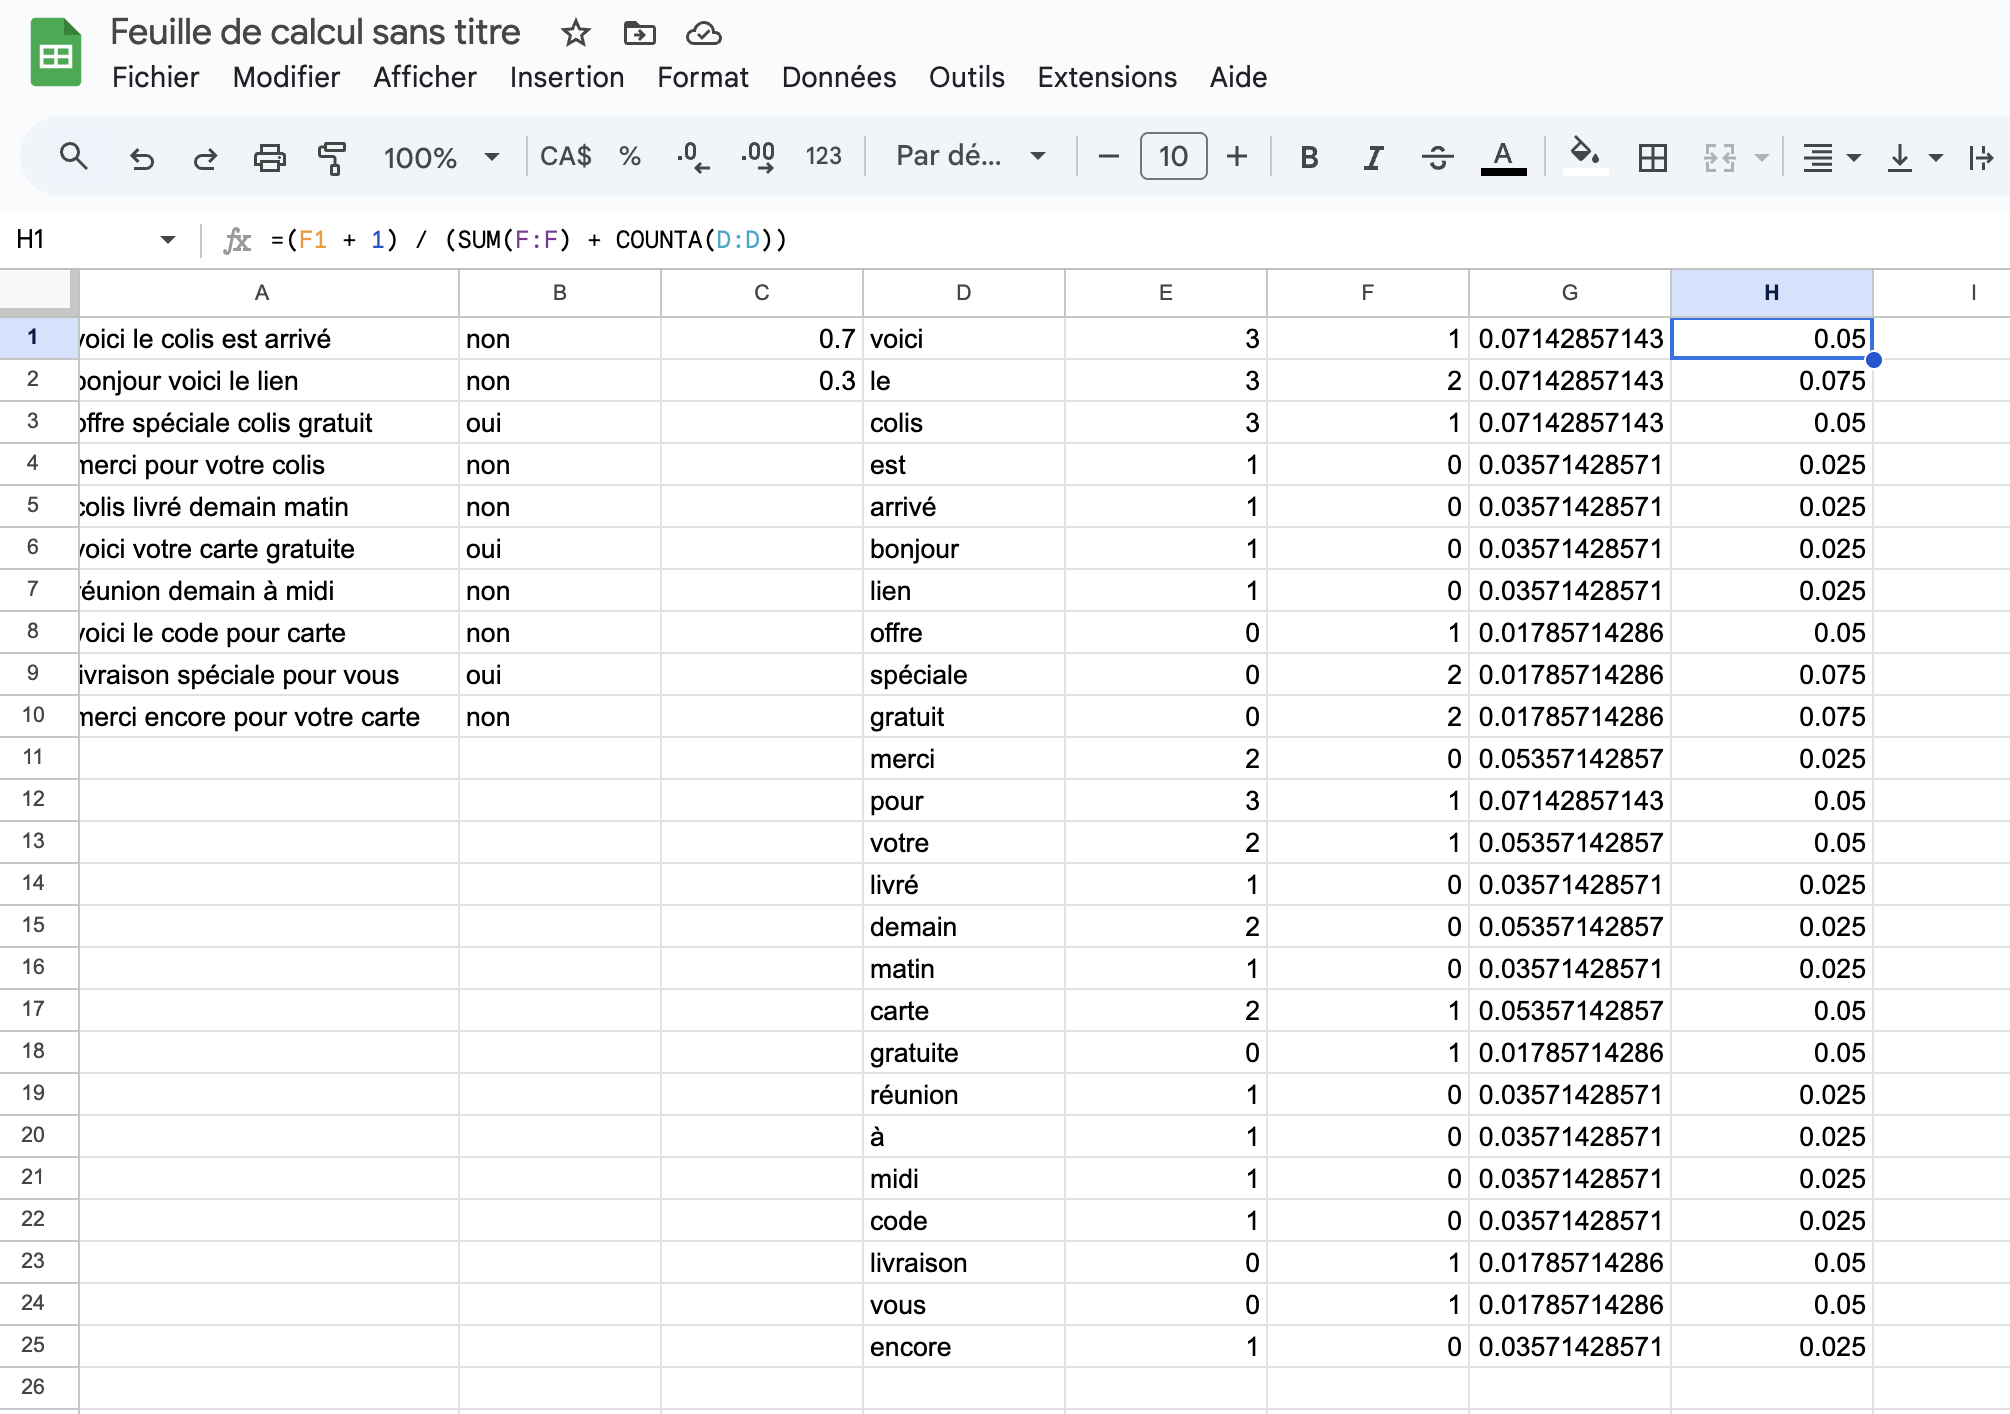 Feuille de calcul sans titre
Fichier Modifier Afficher Insertion Format Données Outils Extensions Aide
100% CA$ % .0 .00 123 Par dé... − 10 + B I S A
H1 fx =(F1 + 1) / (SUM(F:F) + COUNTA(D:D))
A B C D E F G H I
1 voici le colis est arrivé non 0.7 voici 3 1 0.07142857143 0.05
2 bonjour voici le lien non 0.3 le 3 2 0.07142857143 0.075
3 offre spéciale colis gratuit oui colis 3 1 0.07142857143 0.05
4 merci pour votre colis non est 1 0 0.03571428571 0.025
5 colis livré demain matin non arrivé 1 0 0.03571428571 0.025
6 voici votre carte gratuite oui bonjour 1 0 0.03571428571 0.025
7 réunion demain à midi non lien 1 0 0.03571428571 0.025
8 voici le code pour carte non offre 0 1 0.01785714286 0.05
9 livraison spéciale pour vous oui spéciale 0 2 0.01785714286 0.075
10 merci encore pour votre carte non gratuit 0 2 0.01785714286 0.075
11 merci 2 0 0.05357142857 0.025
12 pour 3 1 0.07142857143 0.05
13 votre 2 1 0.05357142857 0.05
14 livré 1 0 0.03571428571 0.025
15 demain 2 0 0.05357142857 0.025
16 matin 1 0 0.03571428571 0.025
17 carte 2 1 0.05357142857 0.05
18 gratuite 0 1 0.01785714286 0.05
19 réunion 1 0 0.03571428571 0.025
20 à 1 0 0.03571428571 0.025
21 midi 1 0 0.03571428571 0.025
22 code 1 0 0.03571428571 0.025
23 livraison 0 1 0.01785714286 0.05
24 vous 0 1 0.01785714286 0.05
25 encore 1 0 0.03571428571 0.025
26